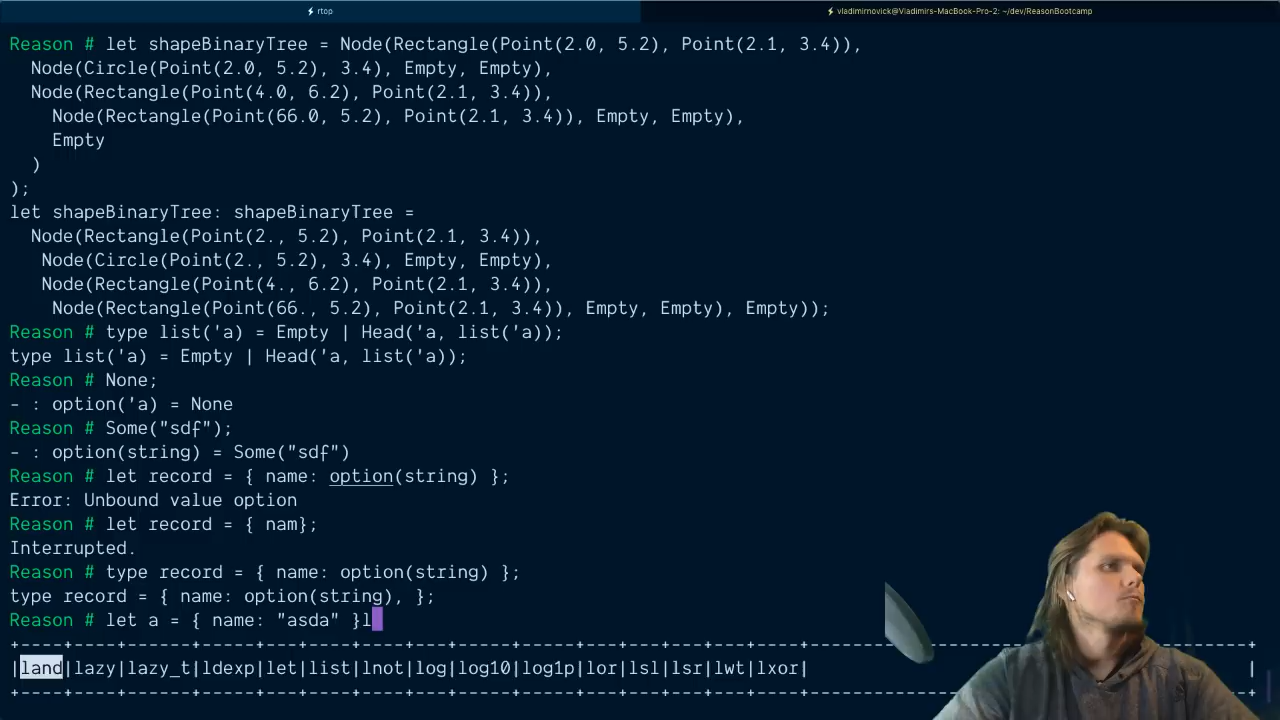 ⚡ rtop
⚡ vladimirnovick@Vladimirs-MacBook-Pro-2: ~/dev/ReasonBootcamp
Reason # let shapeBinaryTree = Node(Rectangle(Point(2.0, 5.2), Point(2.1, 3.4)),
  Node(Circle(Point(2.0, 5.2), 3.4), Empty, Empty),
  Node(Rectangle(Point(4.0, 6.2), Point(2.1, 3.4)),
    Node(Rectangle(Point(66.0, 5.2), Point(2.1, 3.4)), Empty, Empty),
    Empty
  )
);
let shapeBinaryTree: shapeBinaryTree =
  Node(Rectangle(Point(2., 5.2), Point(2.1, 3.4)),
   Node(Circle(Point(2., 5.2), 3.4), Empty, Empty),
   Node(Rectangle(Point(4., 6.2), Point(2.1, 3.4)),
    Node(Rectangle(Point(66., 5.2), Point(2.1, 3.4)), Empty, Empty), Empty));
Reason # type list('a) = Empty | Head('a, list('a));
type list('a) = Empty | Head('a, list('a));
Reason # None;
- : option('a) = None
Reason # Some("sdf");
- : option(string) = Some("sdf")
Reason # let record = { name: option(string) };
Error: Unbound value option
Reason # let record = { nam};
Interrupted.
Reason # type record = { name: option(string) };
type record = { name: option(string), };
Reason # let a = { name: "asda" }l
|land|lazy|lazy_t|ldexp|let|list|lnot|log|log10|log1p|lor|lsl|lsr|lwt|lxor| |